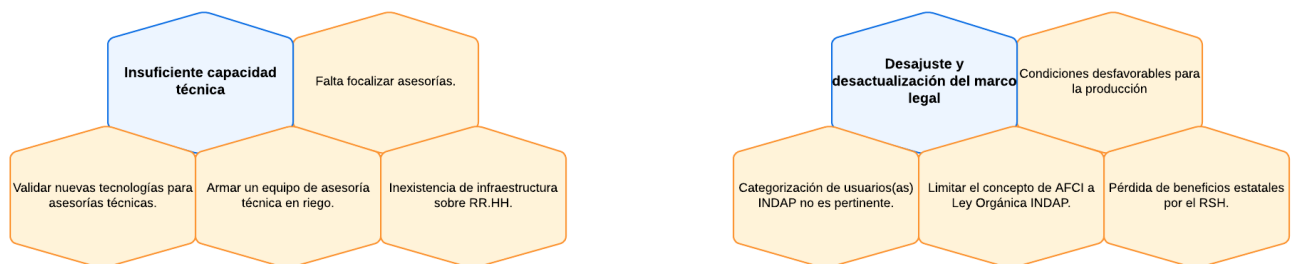 Insuficiente capacidad
técnica
Falta focalizar asesorías.
Validar nuevas tecnologías para
asesorías técnicas.
Armar un equipo de asesoría
técnica en riego.
Inexistencia de infraestructura
sobre RR.HH.
Desajuste y
desactualización del marco
legal
Condiciones desfavorables para
la producción
Categorización de usuarios(as)
INDAP no es pertinente.
Limitar el concepto de AFCI a
Ley Orgánica INDAP.
Pérdida de beneficios estatales
por el RSH.